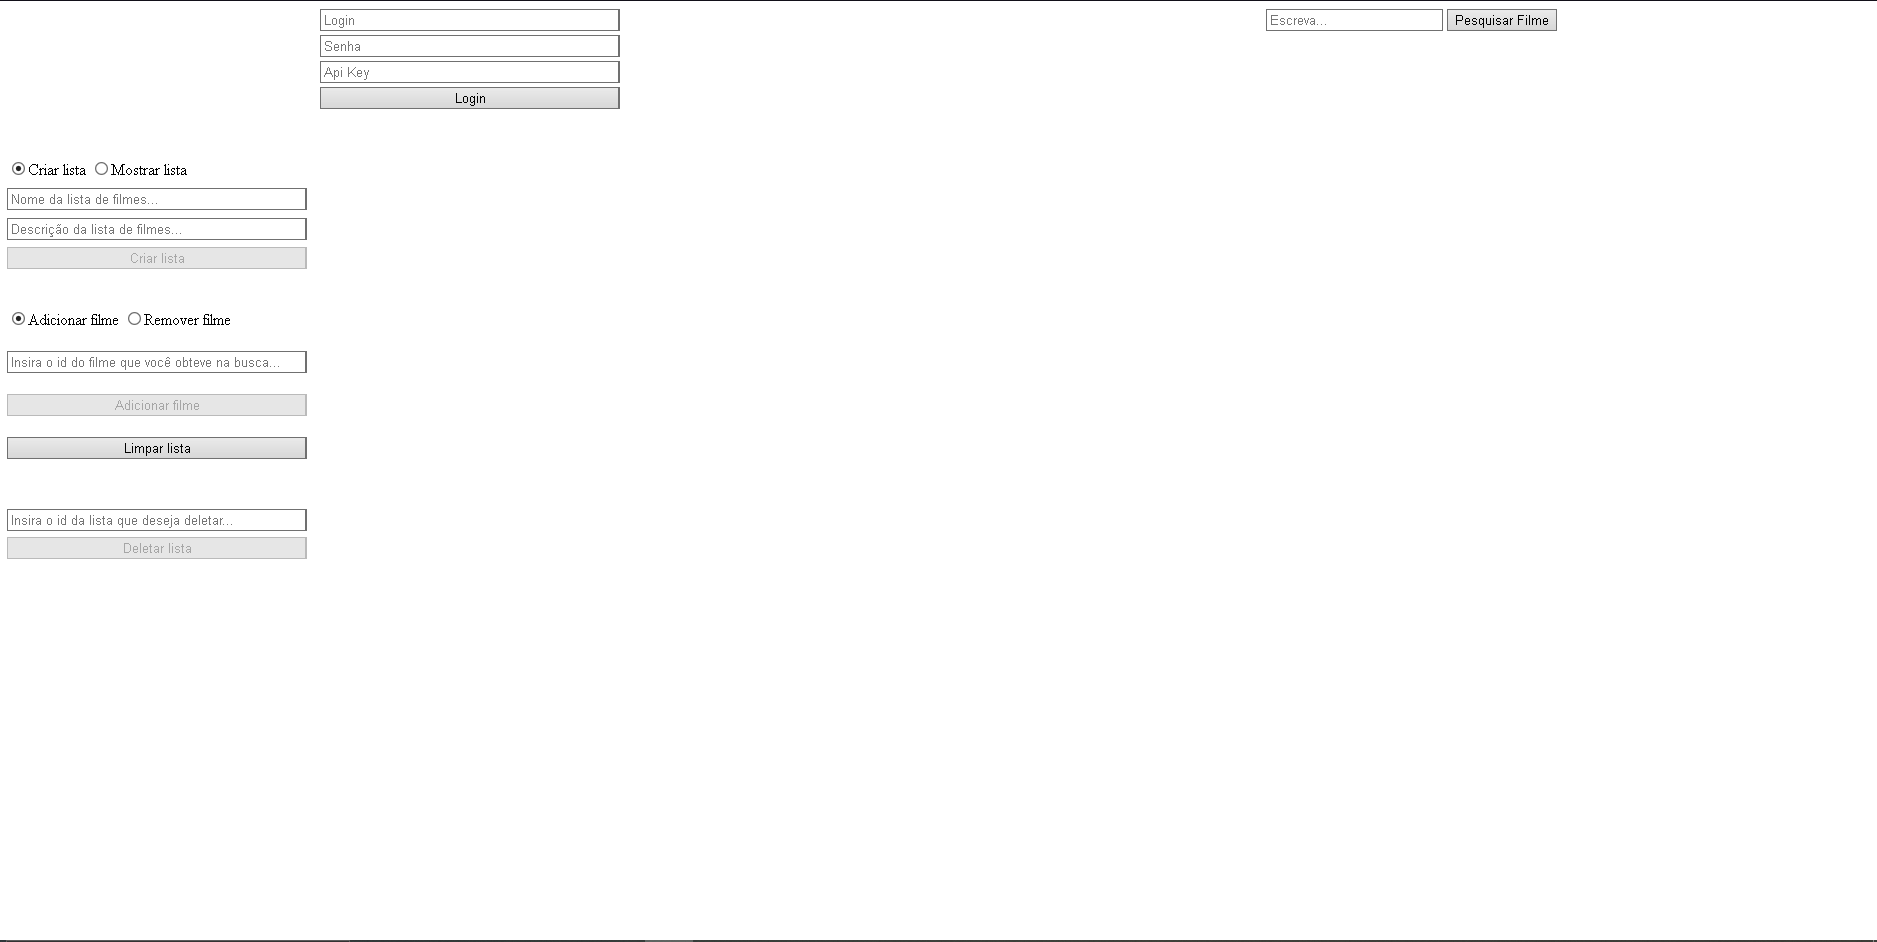 Login
Senha
Api Key
Login
Escreva... Pesquisar Filme
Criar lista Mostrar lista
Nome da lista de filmes...
Descrição da lista de filmes...
Criar lista
Adicionar filme Remover filme
Insira o id do filme que você obteve na busca...
Adicionar filme
Limpar lista
Insira o id da lista que deseja deletar...
Deletar lista